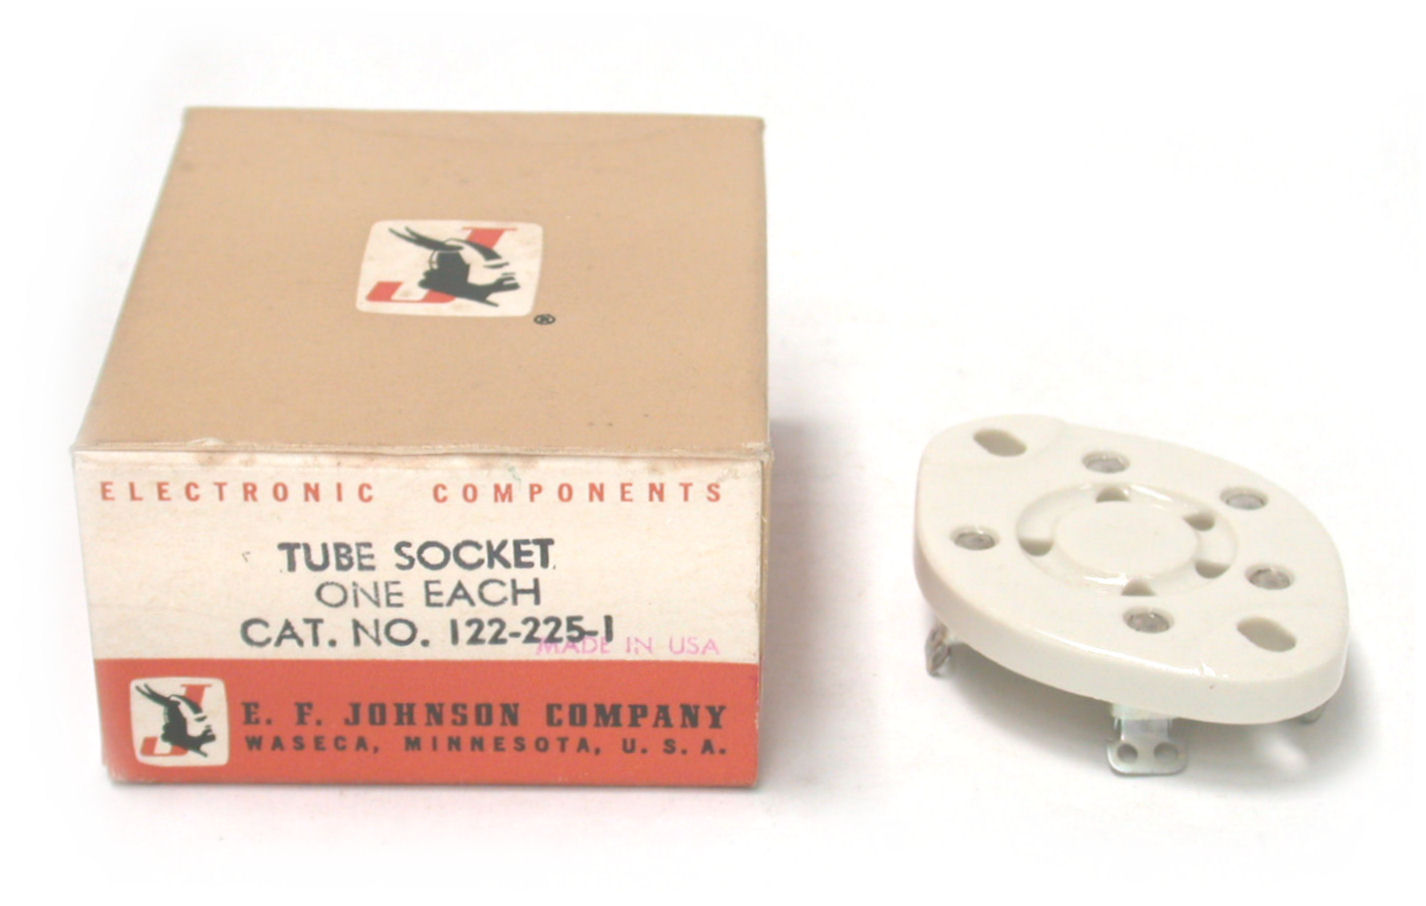 J
®
ELECTRONIC COMPONENTS
TUBE SOCKET
ONE EACH
CAT. NO. 122-225-1
MADE IN USA
J
E. F. JOHNSON COMPANY
WASECA, MINNESOTA, U. S. A.